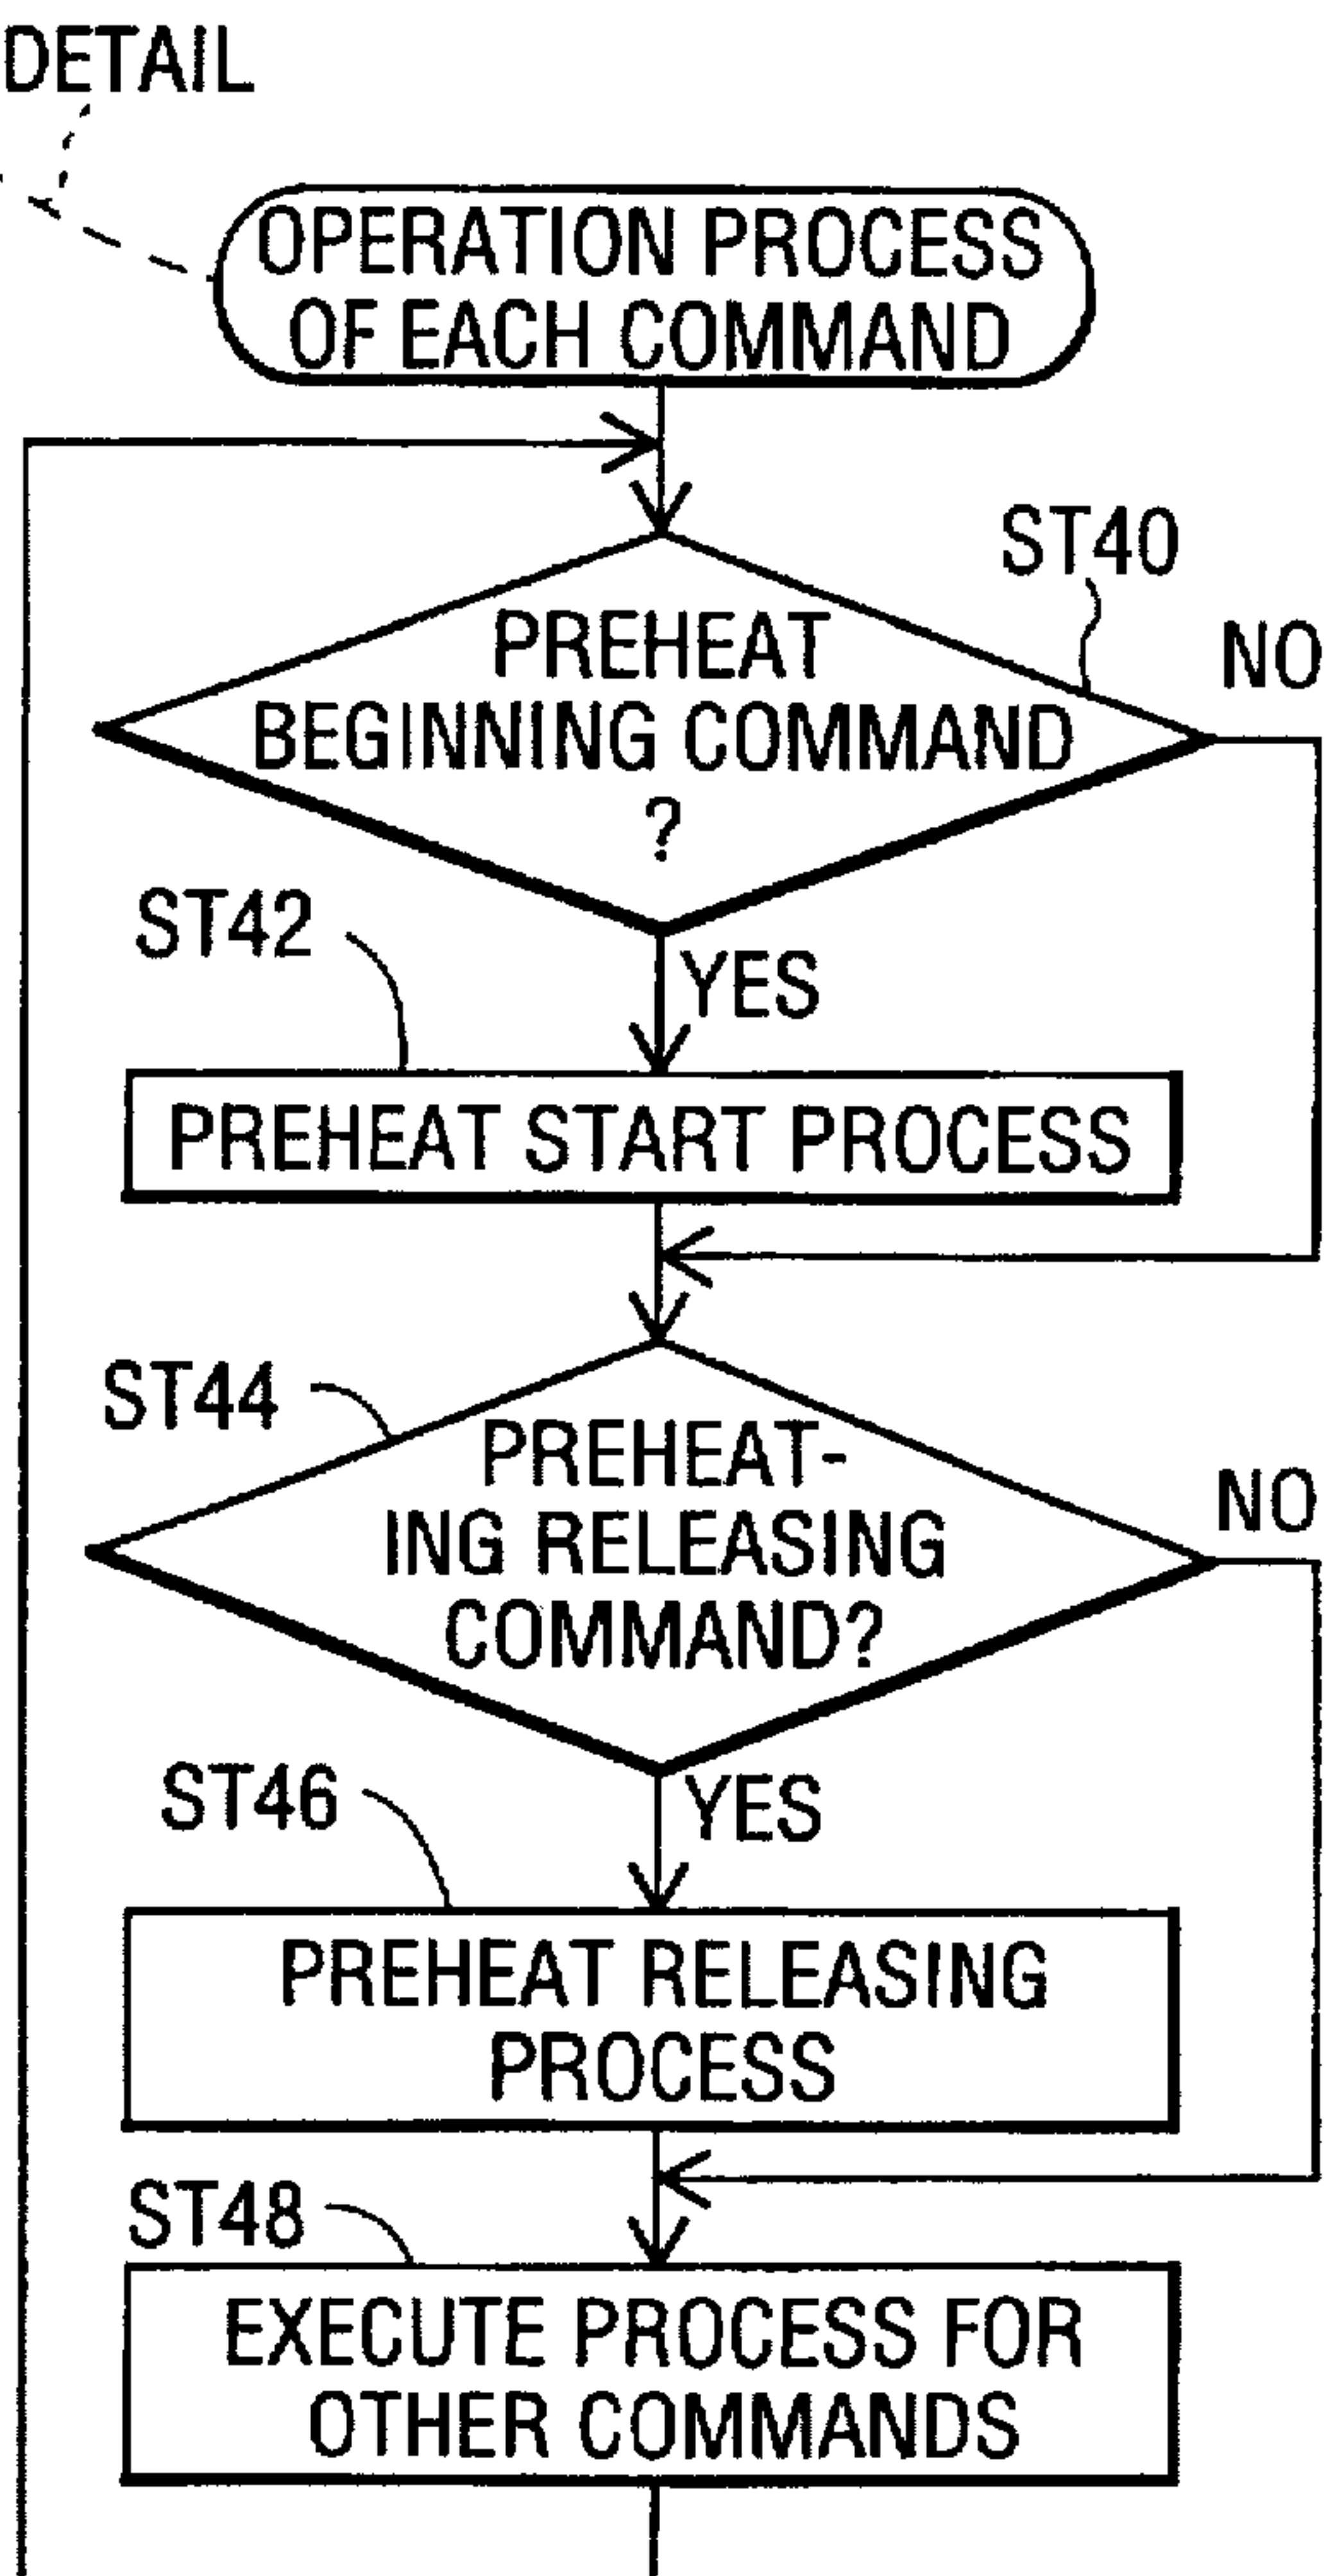 DETAIL
OPERATION PROCESS
OF EACH COMMAND
ST40
NO
PREHEAT
BEGINNING COMMAND
?
ST42
YES
PREHEAT START PROCESS
ST44
NO
PREHEAT-
ING RELEASING
COMMAND?
ST46
YES
PREHEAT RELEASING
PROCESS
ST48
EXECUTE PROCESS FOR
OTHER COMMANDS